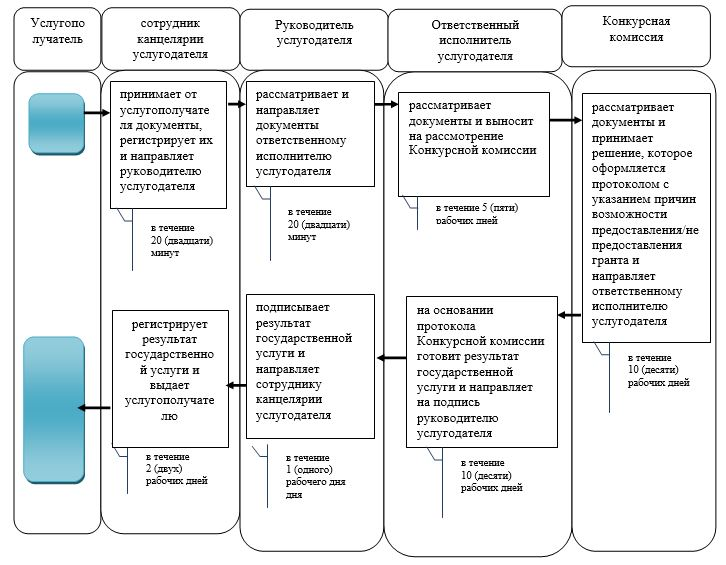 Услугопо
лучатель
сотрудник
канцелярии
услугодателя
Руководитель
услугодателя
Ответственный
исполнитель
услугодателя
Конкурсная
комиссия
принимает от
услугополучате
ля документы,
регистрирует их
и направляет
руководителю
услугодателя
в течение
20 (двадцати)
минут
рассматривает и
направляет
документы
ответственному
исполнителю
услугодателя
в течение
20 (двадцати)
минут
рассматривает
документы и выносит
на рассмотрение
Конкурсной комиссии
в течение 5 (пяти)
рабочих дней
рассматривает
документы и
принимает
решение, которое
оформляется
протоколом с
указанием причин
возможности
предоставления/не
предоставления
гранта и
направляет
ответственному
исполнителю
услугодателя
в течение
10 (десяти)
рабочих дней
на основании
протокола
Конкурсной комиссии
готовит результат
государственной
услуги и направляет
на подпись
руководителю
услугодателя
в течение
10 (десяти)
рабочих дней
подписывает
результат
государственной
услуги и
направляет
сотруднику
канцелярии
услугодателя
в течение
1 (одного)
рабочего дня
дня
регистрирует
результат
государственно
й услуги и
выдает
услугополучате
лю
в течение
2 (двух)
рабочих дней